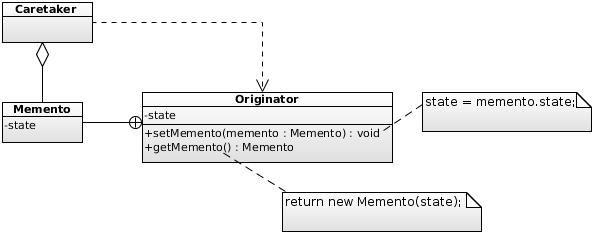 Caretaker
Memento
-state
Originator
-state
+setMemento(memento : Memento) : void
+getMemento() : Memento
state = memento.state;
return new Memento(state);